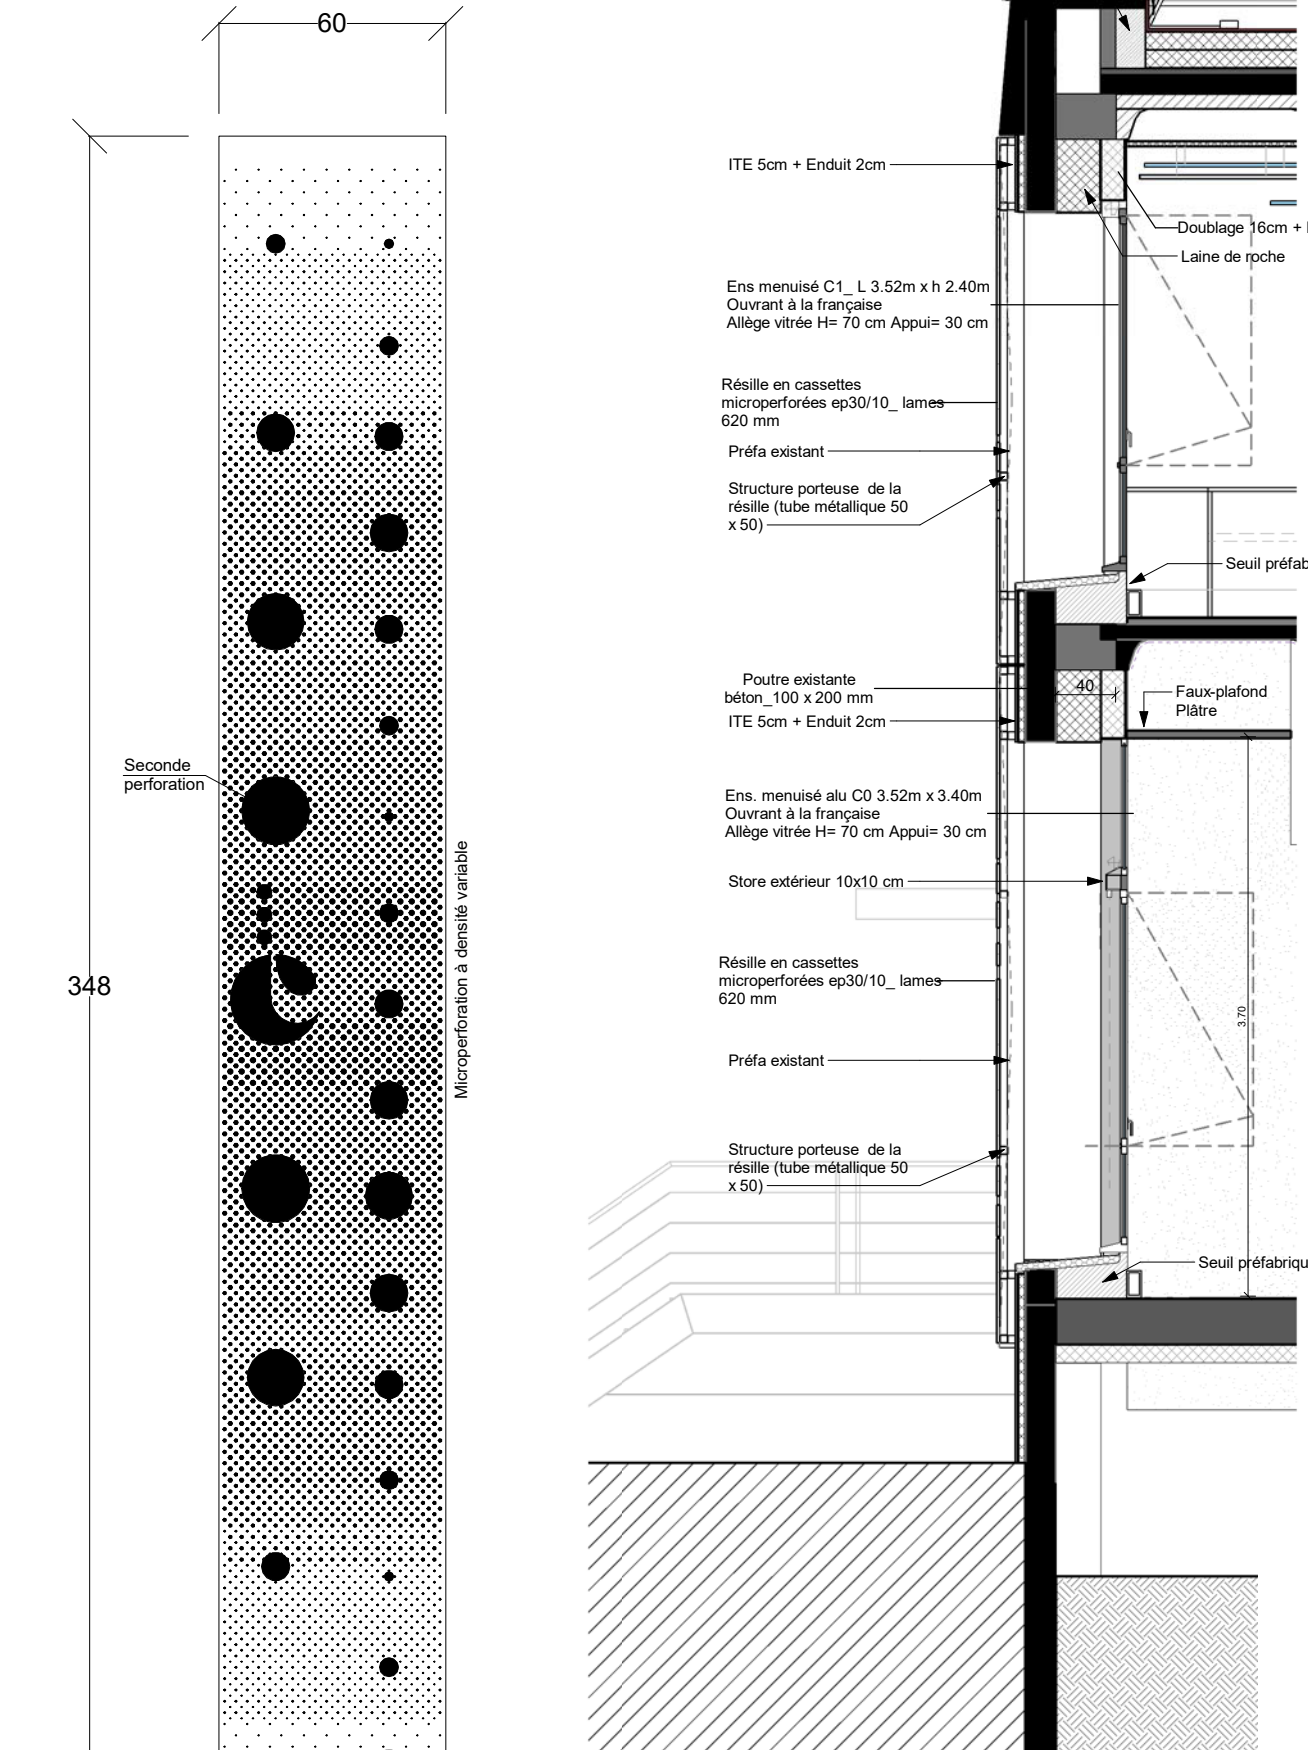 60
348
Seconde
perforation
Microperforation à densité variable
ITE 5cm + Enduit 2cm
Doublage 16cm +
Laine de roche
Ens menuisé C1_ L 3.52m x h 2.40m
Ouvrant à la française
Allège vitrée H= 70 cm Appui= 30 cm
Résille en cassettes
microperforées ep30/10_ lames
620 mm
Préfa existant
Structure porteuse de la
résille (tube métallique 50
x 50)
Seuil préfab
Poutre existante
béton_100 x 200 mm
ITE 5cm + Enduit 2cm
40
Faux-plafond
Plâtre
Ens. menuisé alu C0 3.52m x 3.40m
Ouvrant à la française
Allège vitrée H= 70 cm Appui= 30 cm
Store extérieur 10x10 cm
Résille en cassettes
microperforées ep30/10_ lames
620 mm
3.70
Préfa existant
Structure porteuse de la
résille (tube métallique 50
x 50)
Seuil préfabriqu